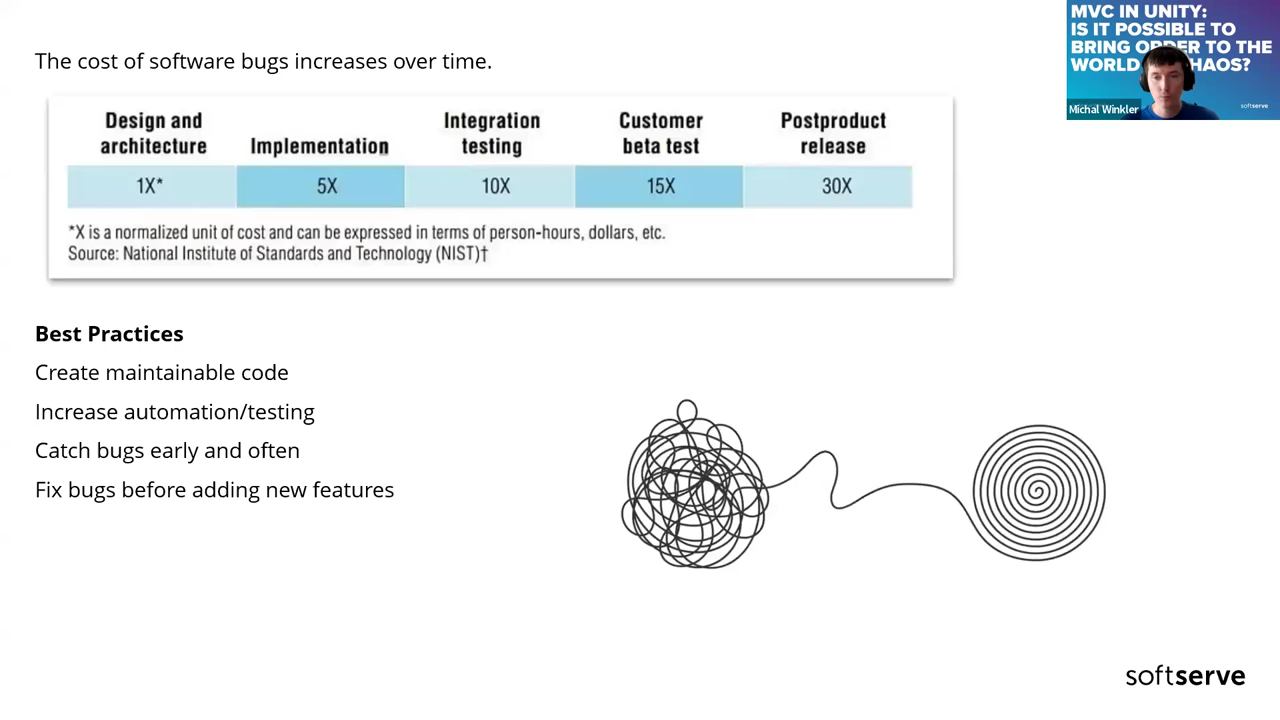 The cost of software bugs increases over time.
Design and architecture
Implementation
Integration testing
Customer beta test
Postproduct release
1X*
5X
10X
15X
30X
*X is a normalized unit of cost and can be expressed in terms of person-hours, dollars, etc.
Source: National Institute of Standards and Technology (NIST)†
Best Practices
Create maintainable code
Increase automation/testing
Catch bugs early and often
Fix bugs before adding new features
MVC IN UNITY:
IS IT POSSIBLE TO
BRING ORDER TO THE
WORLD HAOS?
Michal Winkler
softserve
softserve